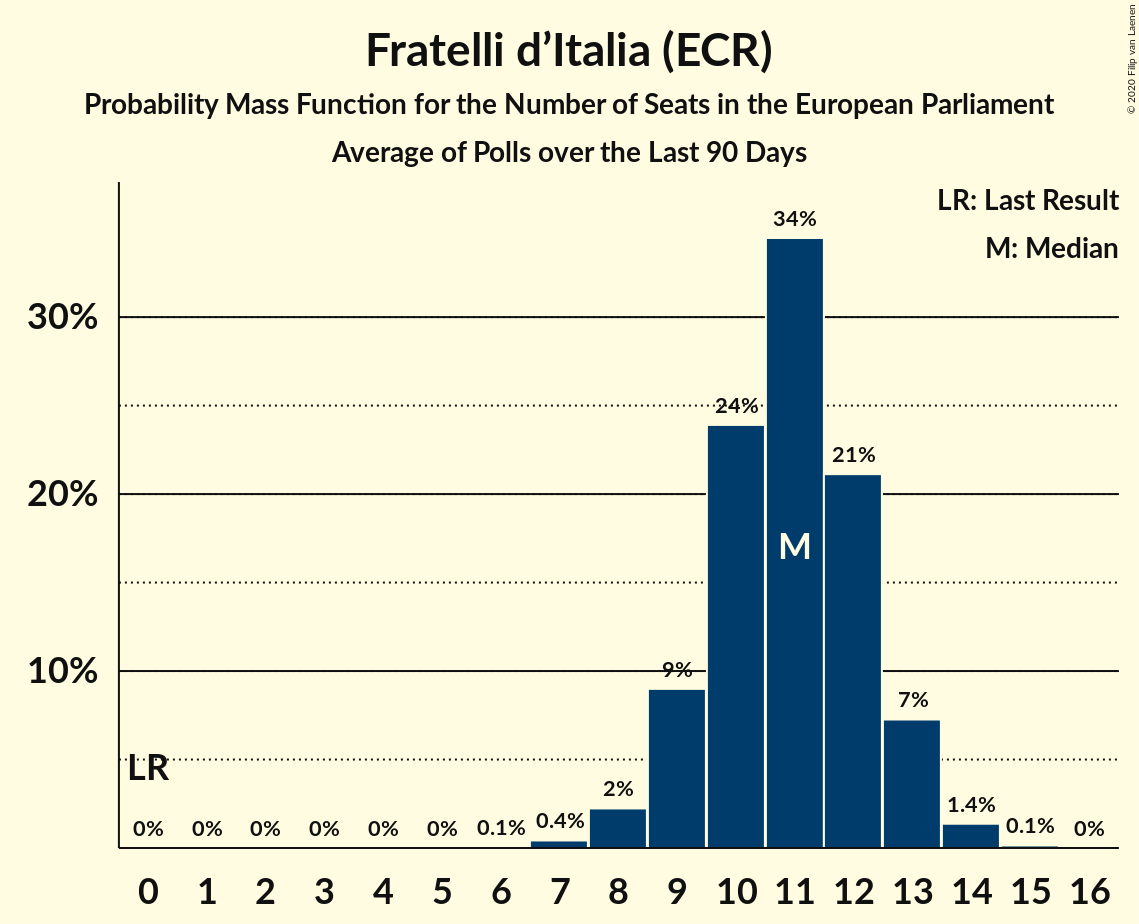 Fratelli d’Italia (ECR)
Probability Mass Function for the Number of Seats in the European Parliament
Average of Polls over the Last 90 Days
© 2020 Filip van Laenen
LR: Last Result
M: Median
34%
30%
24%
21%
20%
M
10%
9%
7%
LR
2%
1.4%
0% 0% 0% 0% 0% 0% 0.1% 0.4% 0.1% 0%
0 1 2 3 4 5 6 7 8 9 10 11 12 13 14 15 16